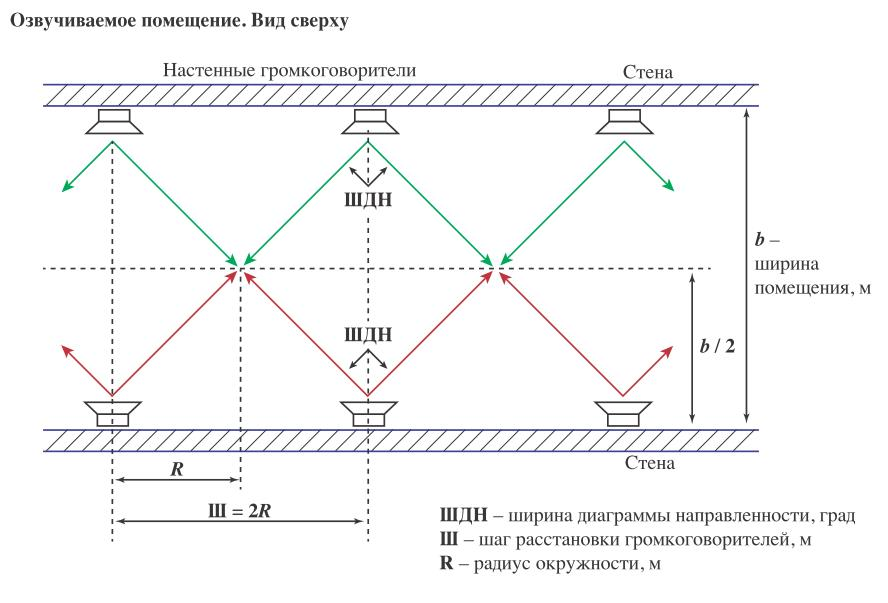 Озвучиваемое помещение. Вид сверху
Настенные громкоговорители
Стена
ШДН
b –
ширина
помещения, м
ШДН
b / 2
Стена
R
Ш = 2R
ШДН – ширина диаграммы направленности, град
Ш – шаг расстановки громкоговорителей, м
R – радиус окружности, м